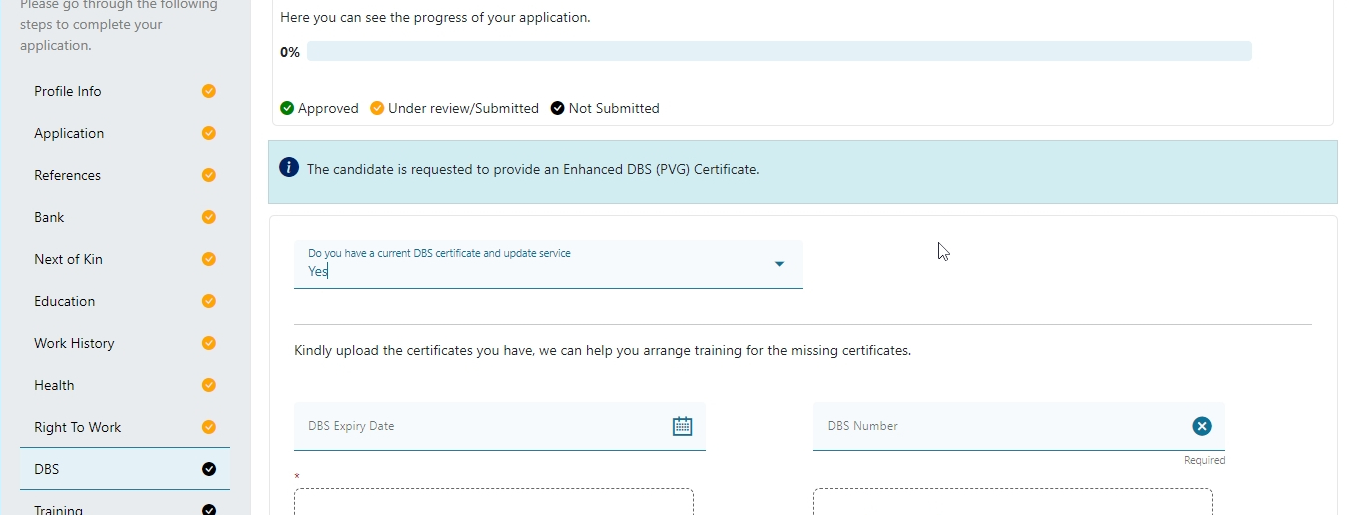 Please go through the following
steps to complete your
application.
Profile Info
Application
References
Bank
Next of Kin
Education
Work History
Health
Right To Work
DBS
Training
Here you can see the progress of your application.
0%
Approved Under review/Submitted Not Submitted
The candidate is requested to provide an Enhanced DBS (PVG) Certificate.
Do you have a current DBS certificate and update service
Yes
Kindly upload the certificates you have, we can help you arrange training for the missing certificates.
DBS Expiry Date
DBS Number
Required
*